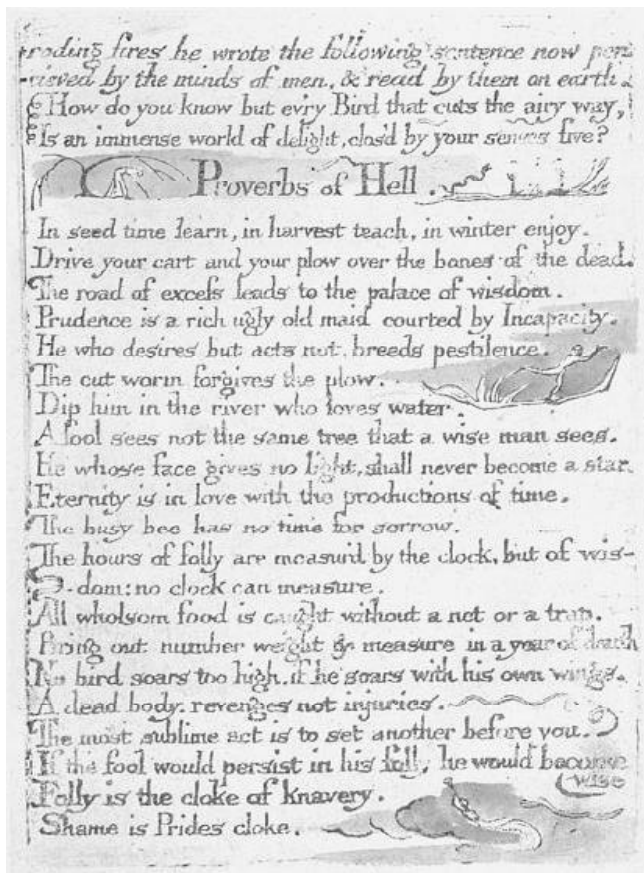 roding fires he wrote the following sentence now per
cieved by the minds of men, & read by them on earth.
How do you know but ev'ry Bird that cuts the airy way,
Is an immense world of delight, clos'd by your senses five?
Proverbs of Hell.
In seed time learn, in harvest teach, in winter enjoy.
Drive your cart and your plow over the bones of the dead.
The road of excess leads to the palace of wisdom.
Prudence is a rich ugly old maid courted by Incapacity.
He who desires but acts not, breeds pestilence.
The cut worm forgives the plow.
Dip him in the river who loves water.
A fool sees not the same tree that a wise man sees.
He whose face gives no light, shall never become a star.
Eternity is in love with the productions of time.
The busy bee has no time for sorrow.
The hours of folly are measur'd by the clock, but of wis-
-dom: no clock can measure.
All wholsom food is caught without a net or a trap.
Bring out number weight & measure in a year of dearth
No bird soars too high, if he soars with his own wings.
A dead body, revenges not injuries.
The most sublime act is to set another before you.
If the fool would persist in his folly, he would become
wise
Folly is the cloke of knavery.
Shame is Prides cloke.